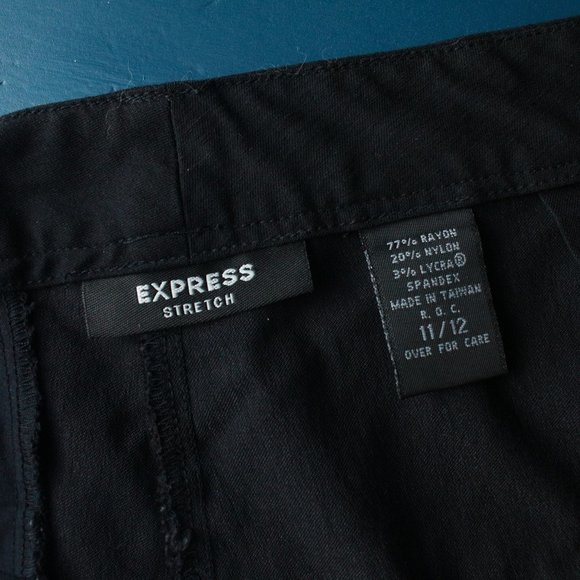 EXPRESS
STRETCH
77% RAYON
20% NYLON
3% LYCRA®
SPANDEX
MADE IN TAIWAN
R. O. C.
11/12
OVER FOR CARE